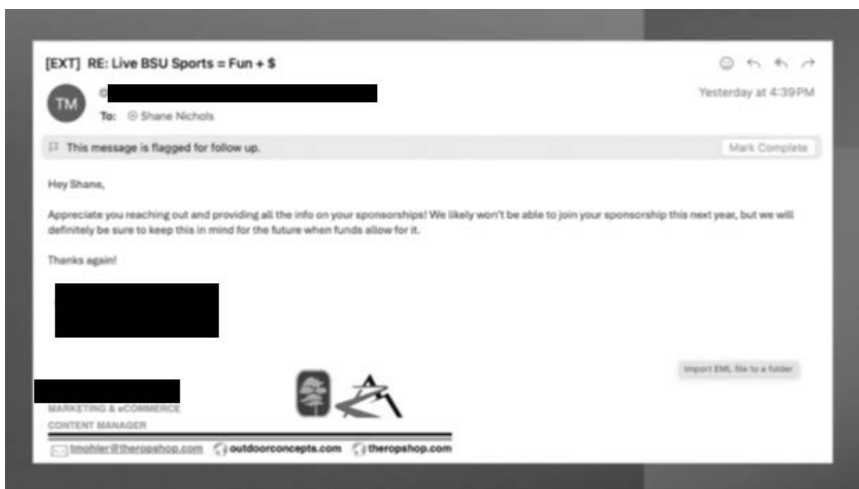 [EXT] RE: Live BSU Sports = Fun + $
TM
Yesterday at 4:39 PM
To: Shane Nichols
This message is flagged for follow up.
Mark Complete
Hey Shane,
Appreciate you reaching out and providing all the info on your sponsorships! We likely won't be able to join your sponsorship this next year, but we will
definitely be sure to keep this in mind for the future when funds allow for it.
Thanks again!
Import EML file to a folder
MARKETING & eCOMMERCE
CONTENT MANAGER
tmohler@theropshop.com outdoorconcepts.com theropshop.com